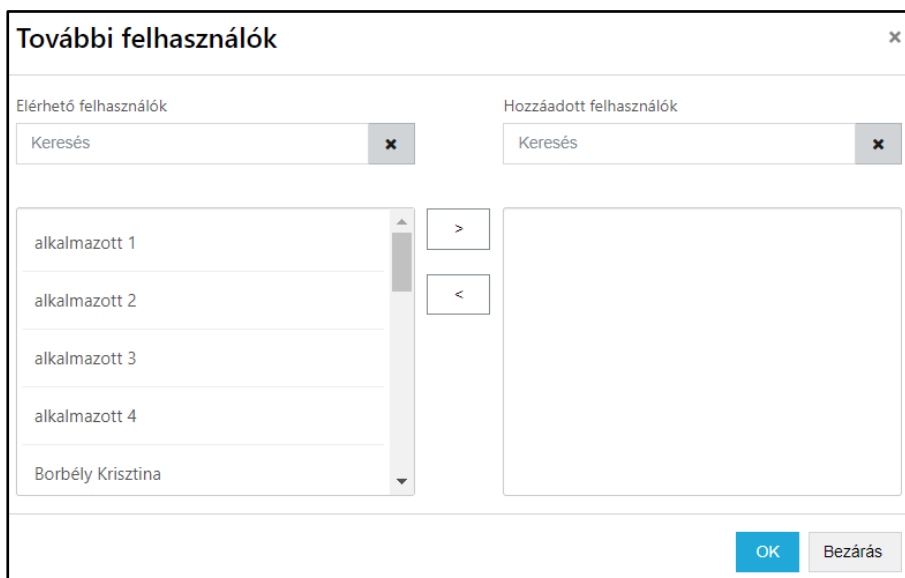 További felhasználók ×
Elérhető felhasználók
Hozzáadott felhasználók
Keresés ×
Keresés ×
alkalmazott 1
alkalmazott 2
alkalmazott 3
alkalmazott 4
Borbély Krisztina
>
<
OK Bezárás